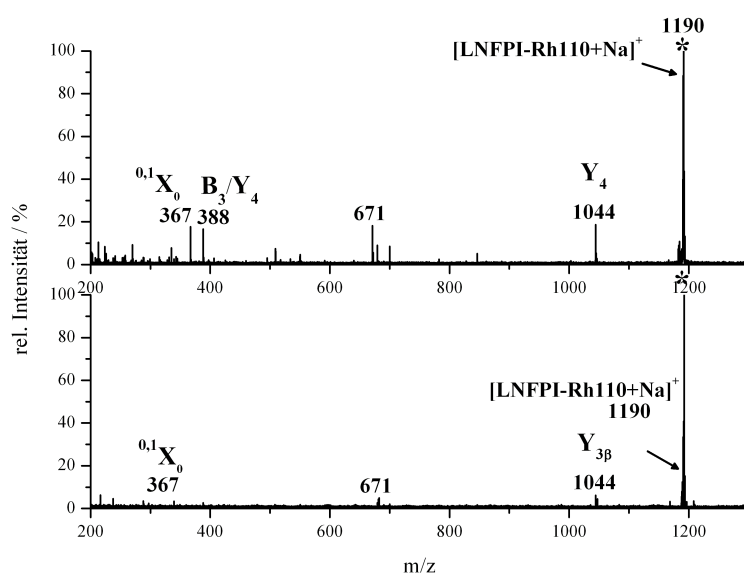 1190
*
[LNFPI-Rh110+Na]+
100
80
60
40
20
0
0,1X0
367
B3/Y4
388
671
Y4
1044
200 400 600 800 1000 1200
rel. Intensität / %
*
100
80
60
40
20
0
[LNFPI-Rh110+Na]+
1190
0,1X0
367
671
Y3β
1044
200 400 600 800 1000 1200
m/z